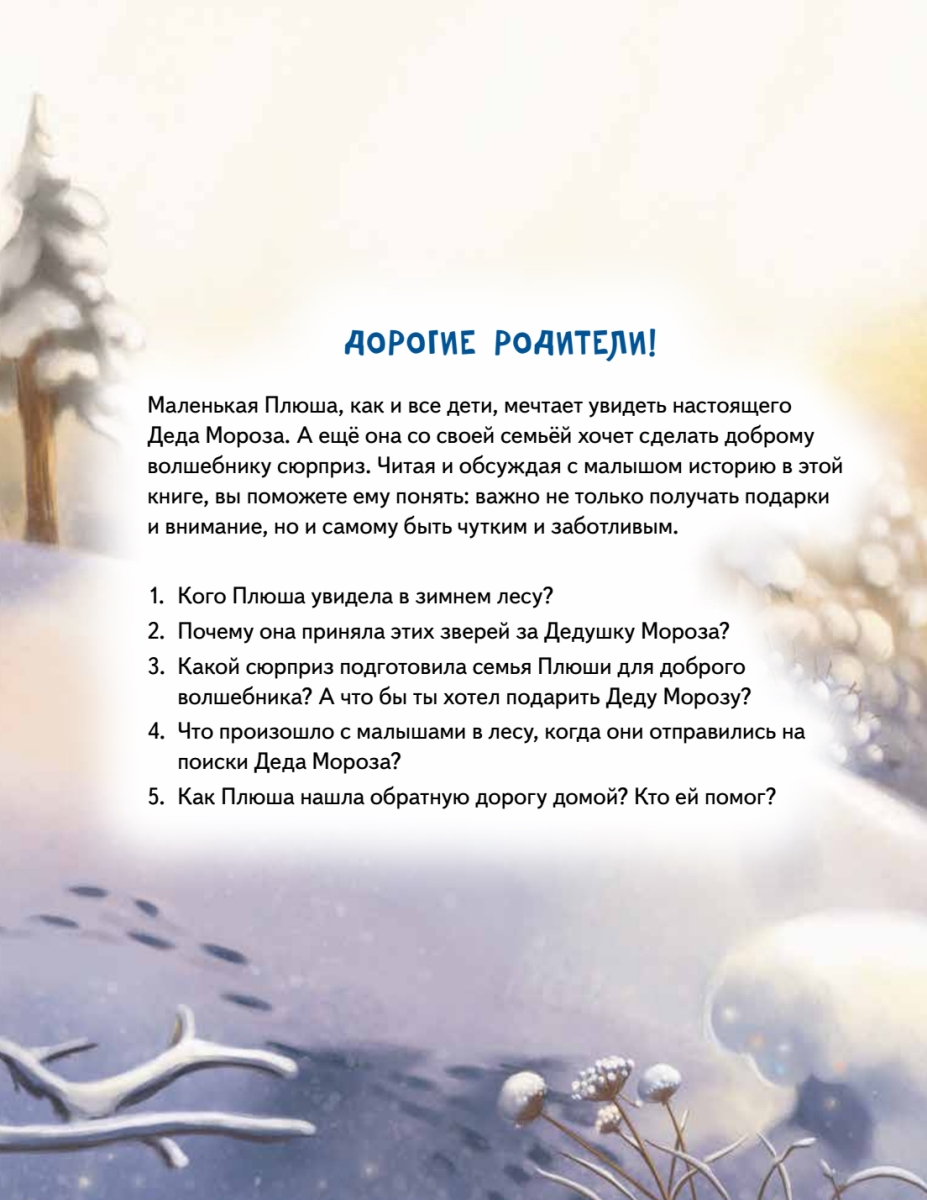 ДОРОГИЕ РОДИТЕЛИ!
Маленькая Плюша, как и все дети, мечтает увидеть настоящего
Деда Мороза. А ещё она со своей семьёй хочет сделать доброму
волшебнику сюрприз. Читая и обсуждая с малышом историю в этой
книге, вы поможете ему понять: важно не только получать подарки
и внимание, но и самому быть чутким и заботливым.
1. Кого Плюша увидела в зимнем лесу?
2. Почему она приняла этих зверей за Дедушку Мороза?
3. Какой сюрприз подготовила семья Плюши для доброго
волшебника? А что бы ты хотел подарить Деду Морозу?
4. Что произошло с малышами в лесу, когда они отправились на
поиски Деда Мороза?
5. Как Плюша нашла обратную дорогу домой? Кто ей помог?